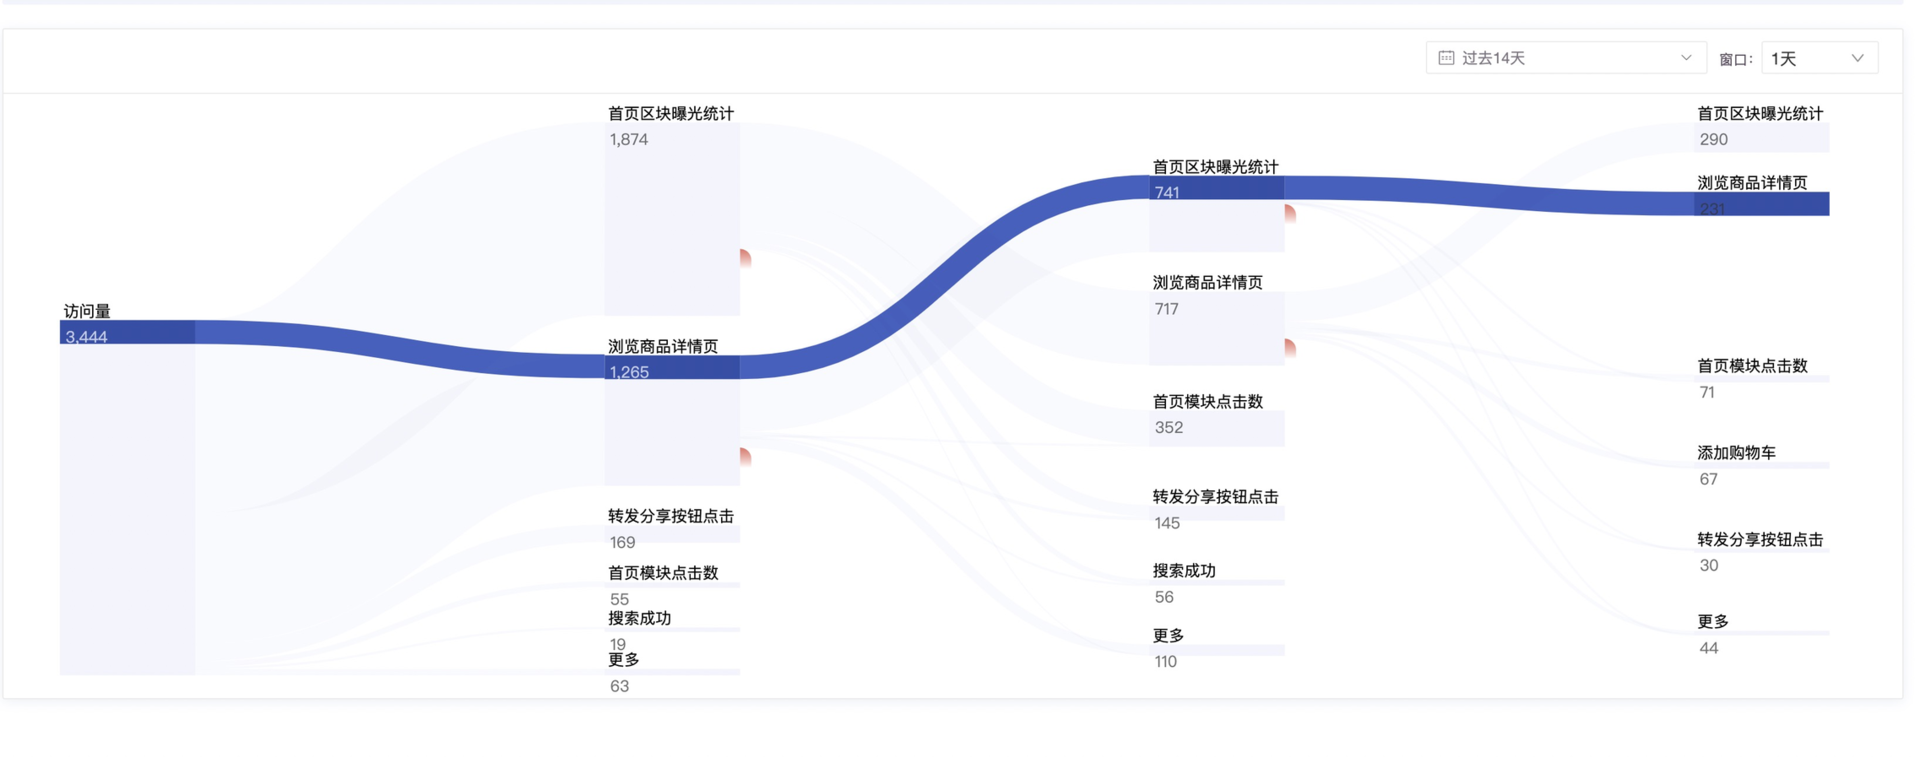 过去14天
窗口：
1天
访问量
3,444
首页区块曝光统计
1,874
浏览商品详情页
1,265
转发分享按钮点击
169
首页模块点击数
55
搜索成功
19
更多
63
首页区块曝光统计
741
浏览商品详情页
717
首页模块点击数
352
转发分享按钮点击
145
搜索成功
56
更多
110
首页区块曝光统计
290
浏览商品详情页
231
首页模块点击数
71
添加购物车
67
转发分享按钮点击
30
更多
44